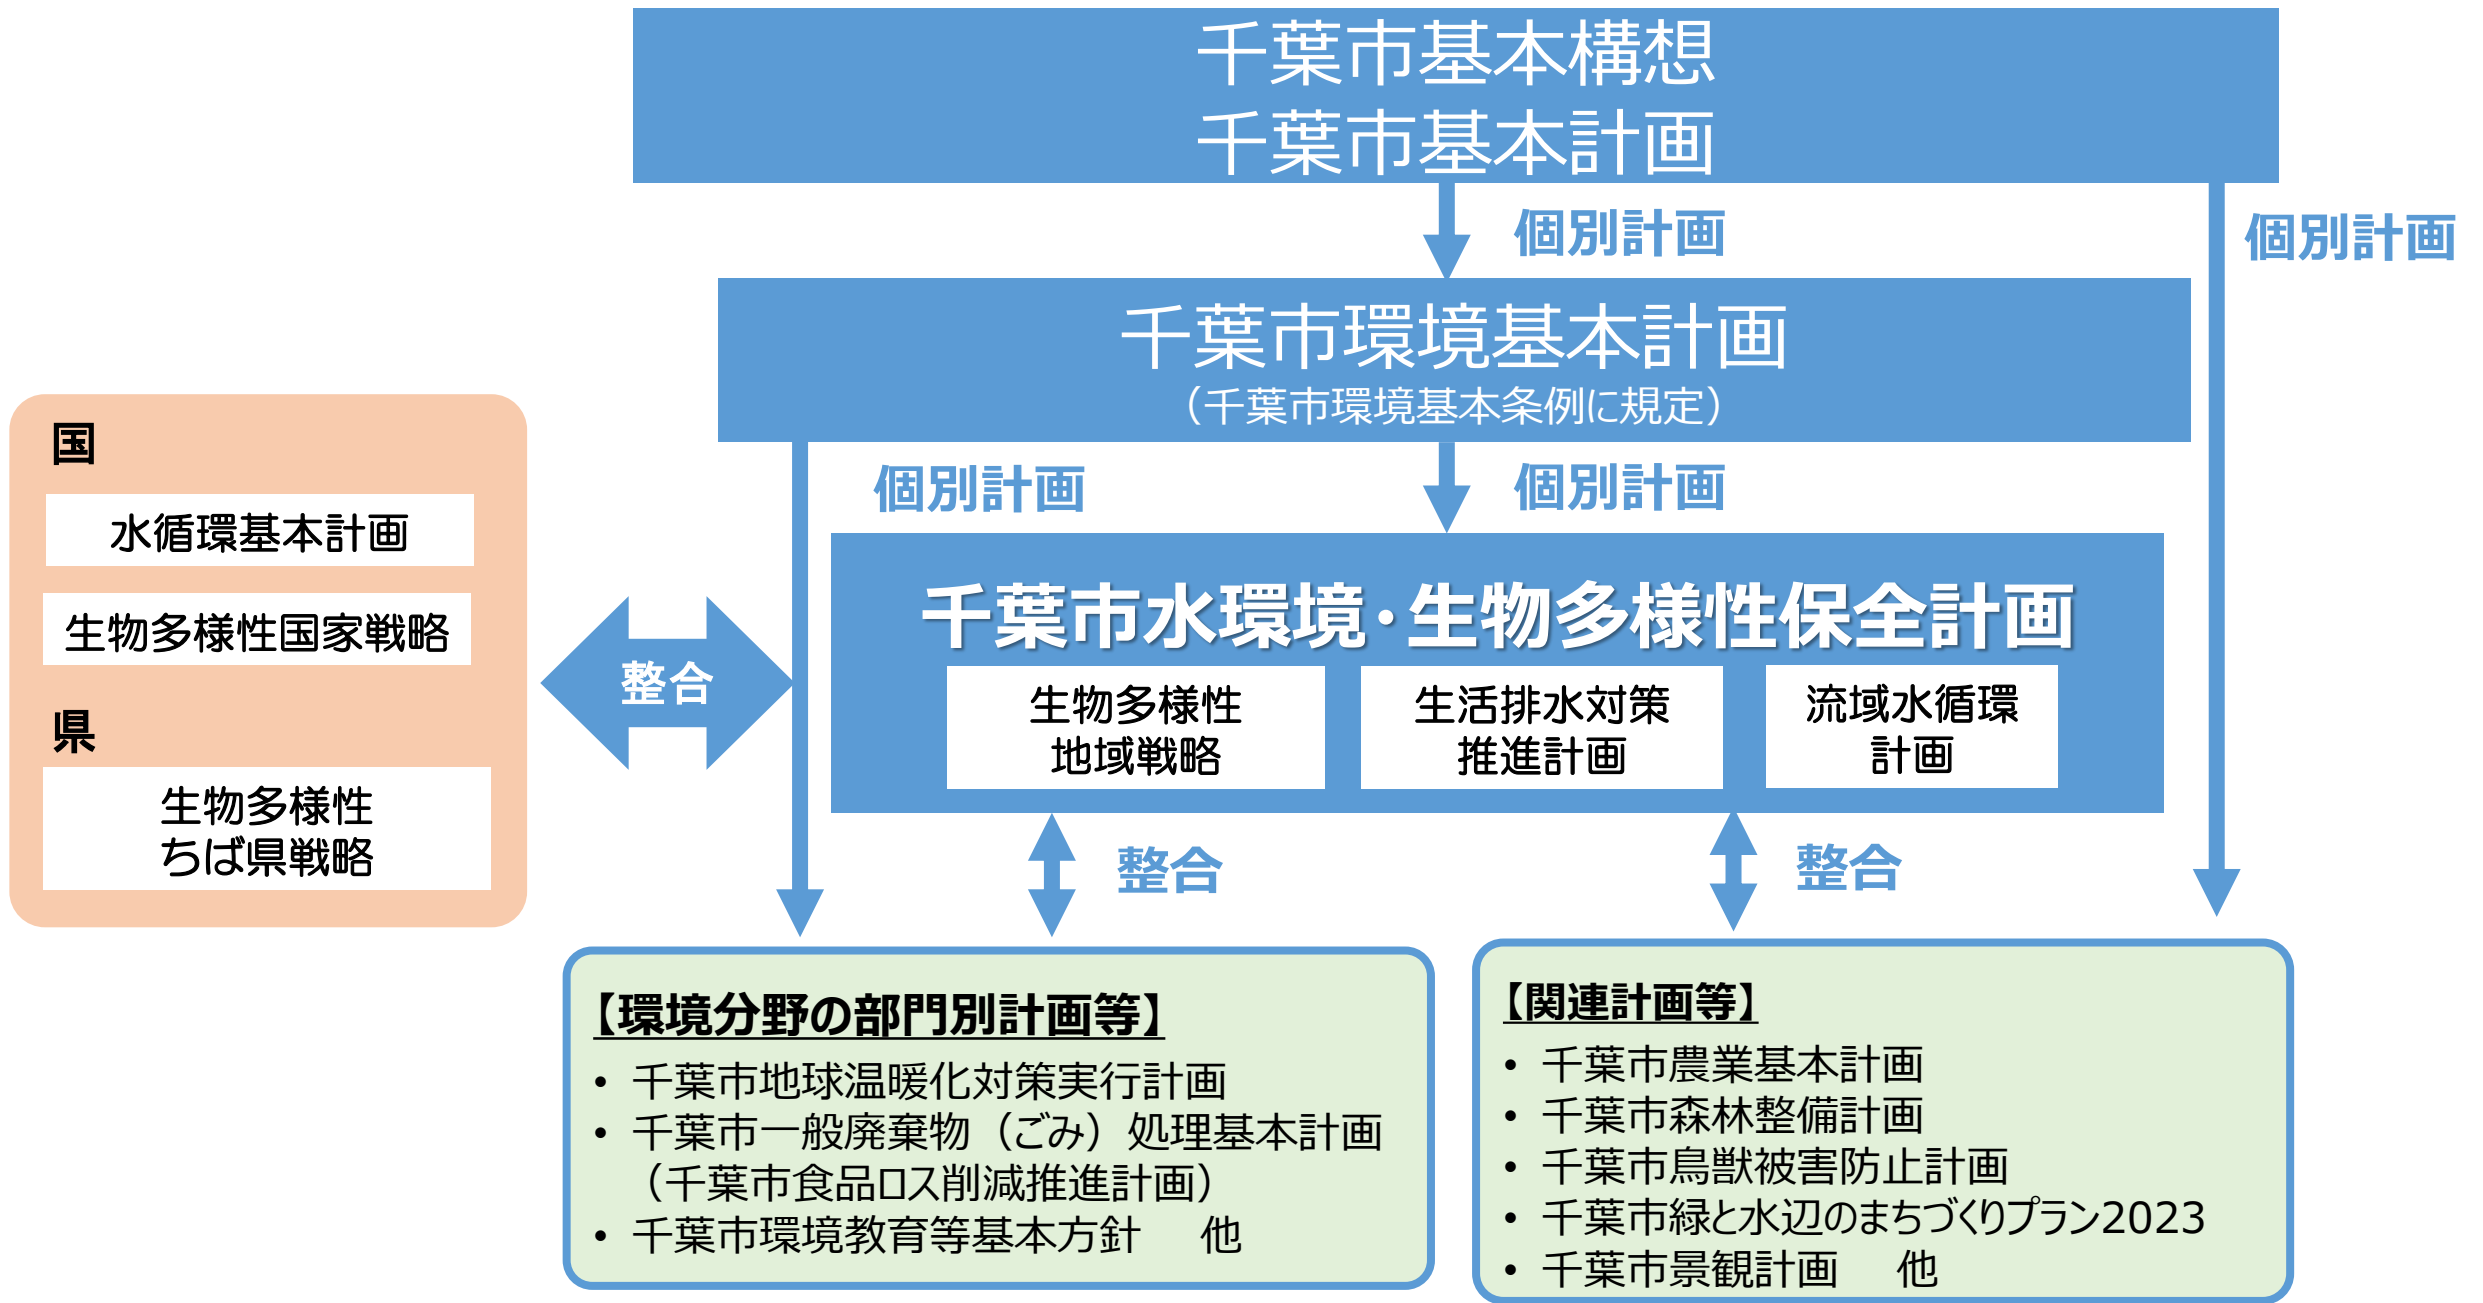 千葉市基本構想
千葉市基本計画
個別計画
個別計画
千葉市環境基本計画
（千葉市環境基本条例に規定）
個別計画
個別計画
国
水循環基本計画
生物多様性国家戦略
県
生物多様性
ちば県戦略
整合
千葉市水環境・生物多様性保全計画
生物多様性
地域戦略
生活排水対策
推進計画
流域水循環
計画
整合
整合
【環境分野の部門別計画等】
• 千葉市地球温暖化対策実行計画
• 千葉市一般廃棄物（ごみ）処理基本計画
（千葉市食品ロス削減推進計画）
• 千葉市環境教育等基本方針　他
【関連計画等】
• 千葉市農業基本計画
• 千葉市森林整備計画
• 千葉市鳥獣被害防止計画
• 千葉市緑と水辺のまちづくりプラン2023
• 千葉市景観計画　他